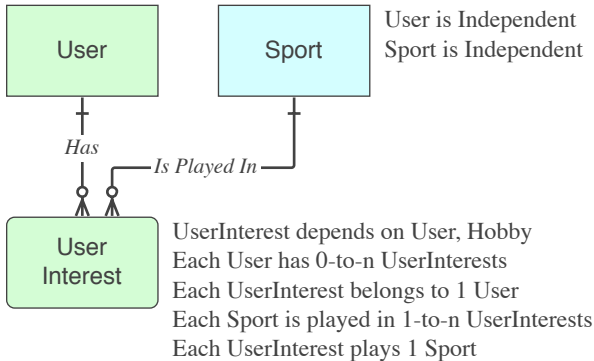 User
Sport
User is Independent
Sport is Independent
Has
Is Played In
User
Interest
UserInterest depends on User, Hobby
Each User has 0-to-n UserInterests
Each UserInterest belongs to 1 User
Each Sport is played in 1-to-n UserInterests
Each UserInterest plays 1 Sport